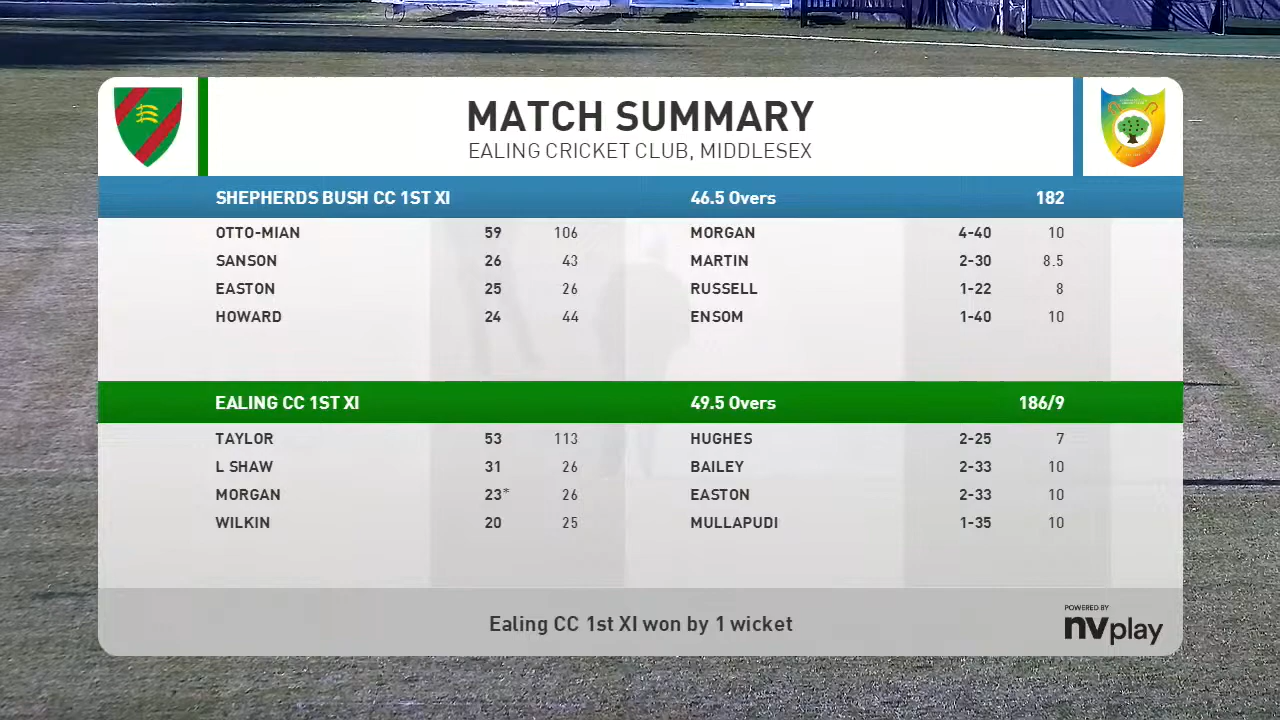 MATCH SUMMARY
EALING CRICKET CLUB, MIDDLESEX
SHEPHERDS BUSH CC 1ST XI 46.5 Overs 182
OTTO-MIAN 59 106 MORGAN 4-40 10
SANSON 26 43 MARTIN 2-30 8.5
EASTON 25 26 RUSSELL 1-22 8
HOWARD 24 44 ENSOM 1-40 10
EALING CC 1ST XI 49.5 Overs 186/9
TAYLOR 53 113 HUGHES 2-25 7
L SHAW 31 26 BAILEY 2-33 10
MORGAN 23* 26 EASTON 2-33 10
WILKIN 20 25 MULLAPUDI 1-35 10
Ealing CC 1st XI won by 1 wicket
POWERED BY
nvplay